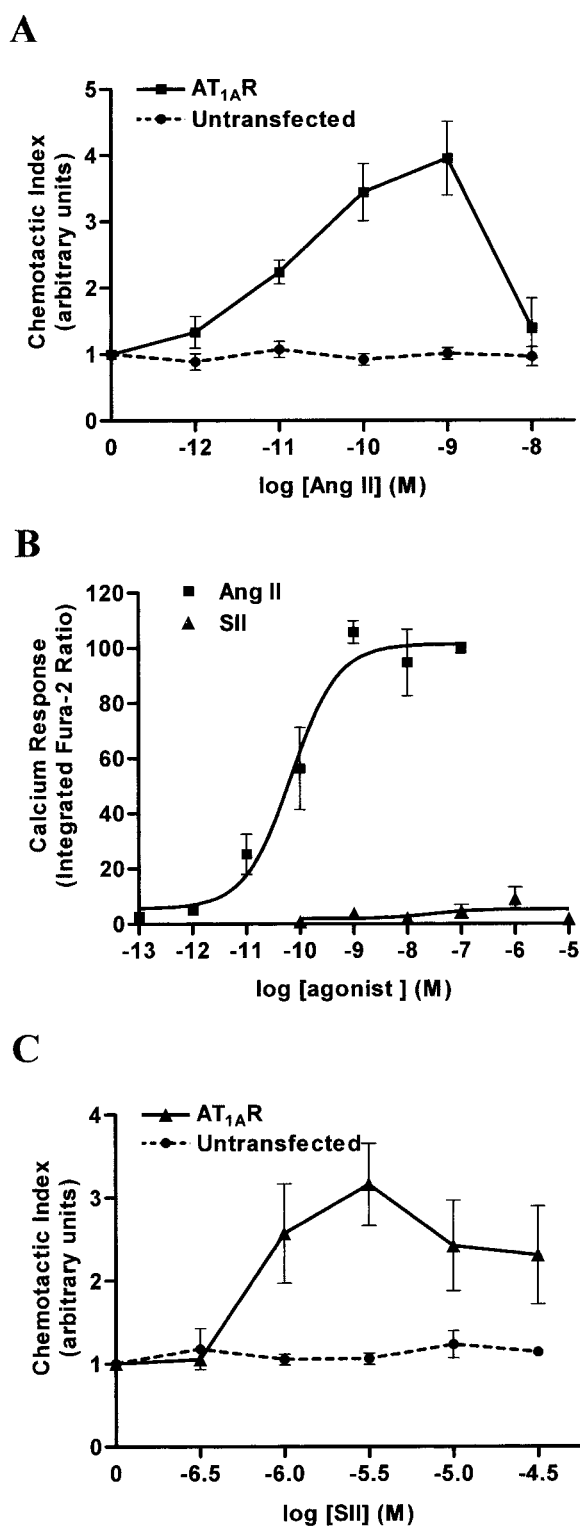 A
AT1AR
Untransfected
Chemotactic Index
(arbitrary units)
5
4
3
2
1
0
0 -12 -11 -10 -9 -8
log [Ang II] (M)
B
Ang II
SII
Calcium Response
(Integrated Fura-2 Ratio)
120
100
80
60
40
20
0
-13 -12 -11 -10 -9 -8 -7 -6 -5
log [agonist ] (M)
C
AT1AR
Untransfected
Chemotactic Index
(arbitrary units)
4
3
2
1
0
0 -6.5 -6.0 -5.5 -5.0 -4.5
log [SII] (M)